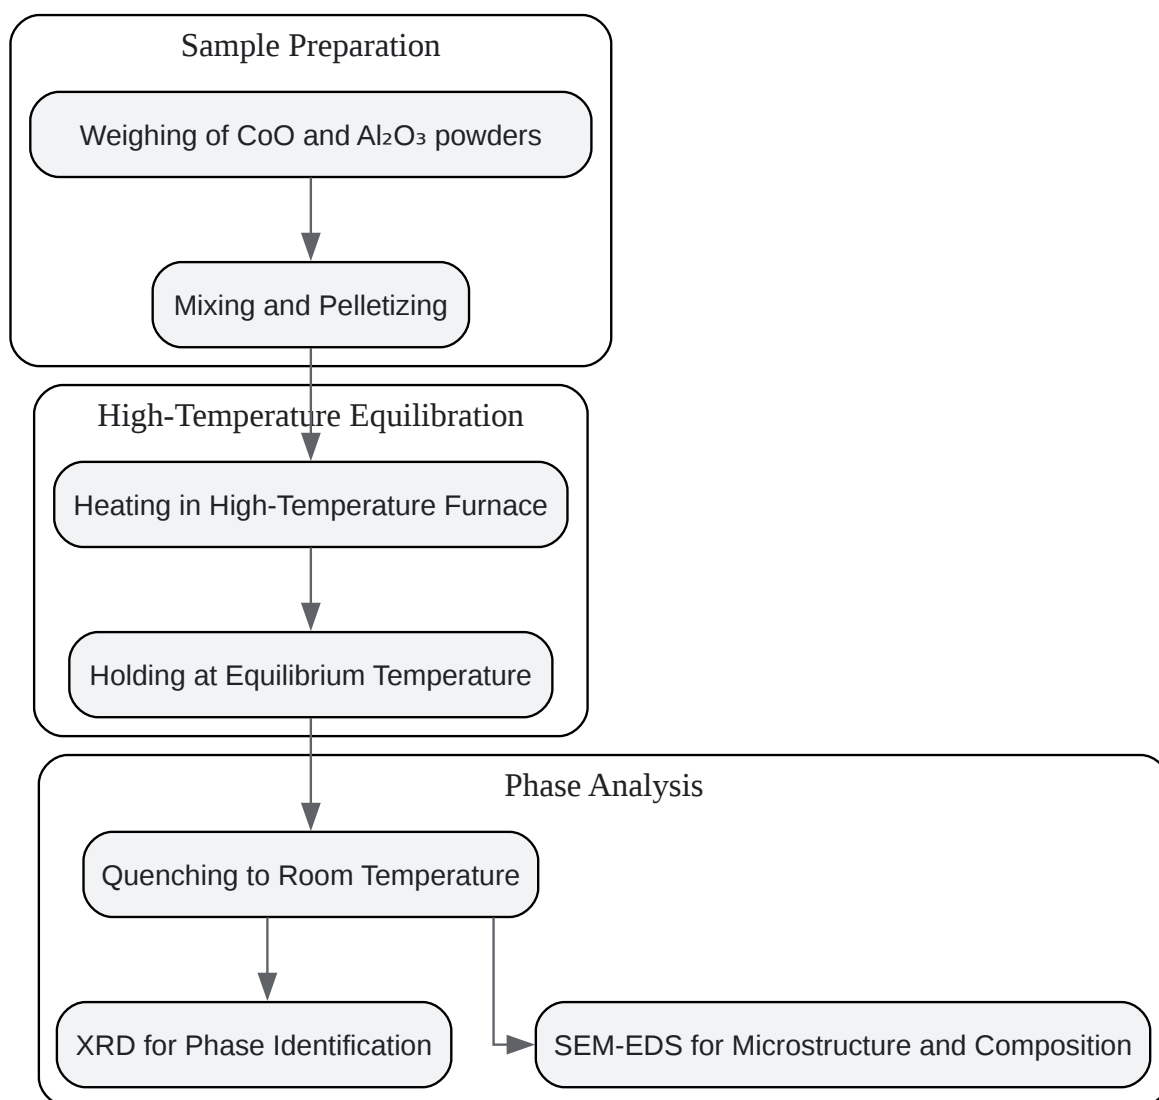 Sample Preparation
Weighing of CoO and Al₂O₃ powders
Mixing and Pelletizing
High-Temperature Equilibration
Heating in High-Temperature Furnace
Holding at Equilibrium Temperature
Phase Analysis
Quenching to Room Temperature
XRD for Phase Identification
SEM-EDS for Microstructure and Composition